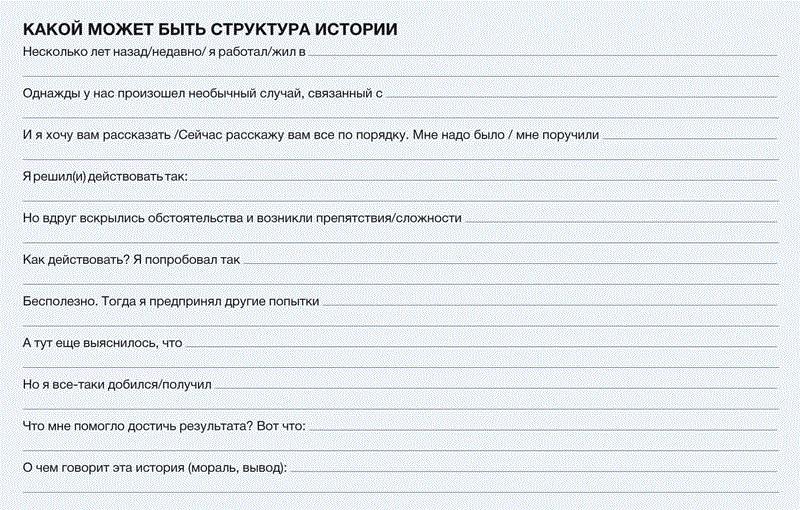 КАКОЙ МОЖЕТ БЫТЬ СТРУКТУРА ИСТОРИИ
Несколько лет назад/недавно/ я работал/жил в
Однажды у нас произошел необычный случай, связанный с
И я хочу вам рассказать /Сейчас расскажу вам все по порядку. Мне надо было / мне поручили
Я решил(и) действовать так:
Но вдруг вскрылись обстоятельства и возникли препятствия/сложности
Как действовать? Я попробовал так
Бесполезно. Тогда я предпринял другие попытки
А тут еще выяснилось, что
Но я все-таки добился/получил
Что мне помогло достичь результата? Вот что:
О чем говорит эта история (мораль, вывод):